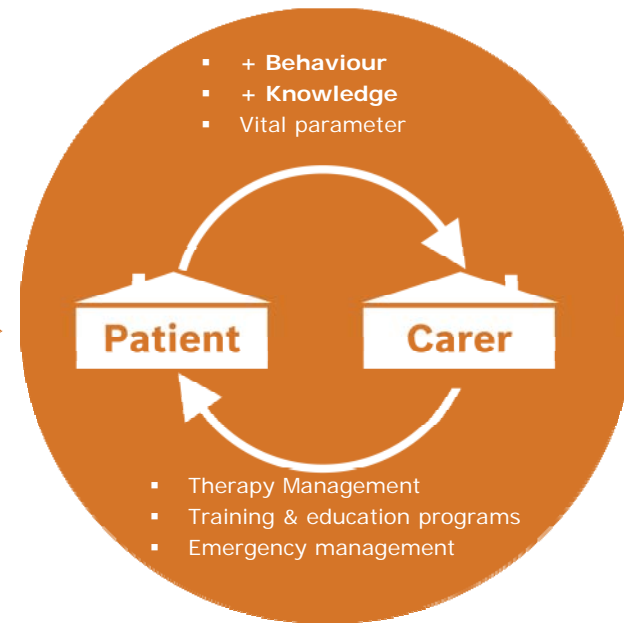 ▪ + Behaviour
▪ + Knowledge
▪ Vital parameter
Patient
Carer
▪ Therapy Management
▪ Training & education programs
▪ Emergency management